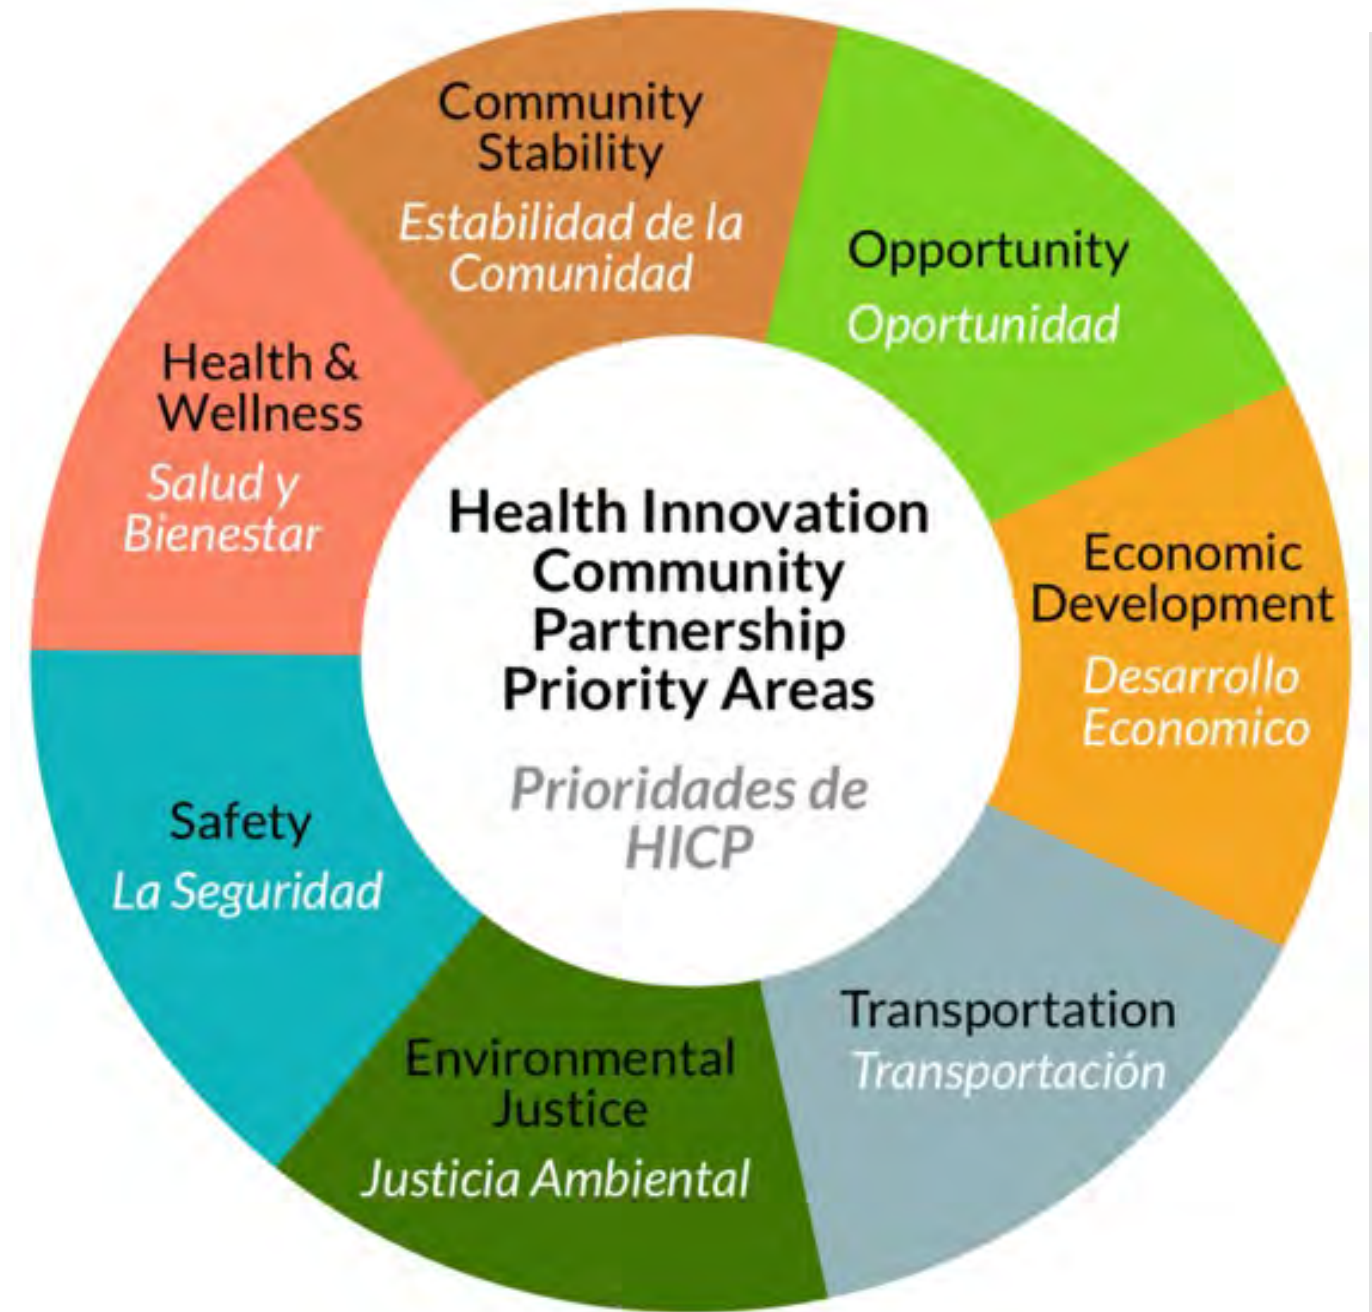 Community
Stability
Estabilidad de la
Comunidad
Opportunity
Oportunidad
Economic
Development
Desarrollo
Economico
Transportation
Transportación
Environmental
Justice
Justicia Ambiental
Safety
La Seguridad
Health &
Wellness
Salud y
Bienestar
Health Innovation
Community
Partnership
Priority Areas
Prioridades de
HICP